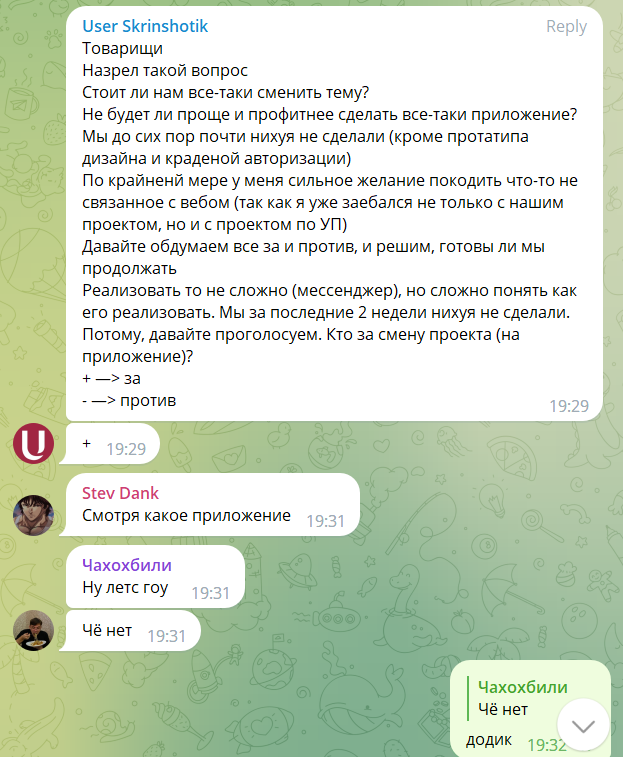 User Skrinshotik Reply
Товарищи
Назрел такой вопрос
Стоит ли нам все-таки сменить тему?
Не будет ли проще и профитнее сделать все-таки приложение?
Мы до сих пор почти нихуя не сделали (кроме протатипа
дизайна и краденой авторизации)
По крайненй мере у меня сильное желание покодить что-то не
связанное с вебом (так как я уже заебался не только с нашим
проектом, но и с проектом по УП)
Давайте обдумаем все за и против, и решим, готовы ли мы
продолжать
Реализовать то не сложно (мессенджер), но сложно понять как
его реализовать. Мы за последние 2 недели нихуя не сделали.
Потому, давайте проголосуем. Кто за смену проекта (на
приложение)?
+ —> за
- —> против
19:29
U
+ 19:29
Stev Dank
Смотря какое приложение 19:31
Чахохбили
Ну летс гоу 19:31
Чё нет 19:31
Чахохбили
Чё нет
додик 19:32